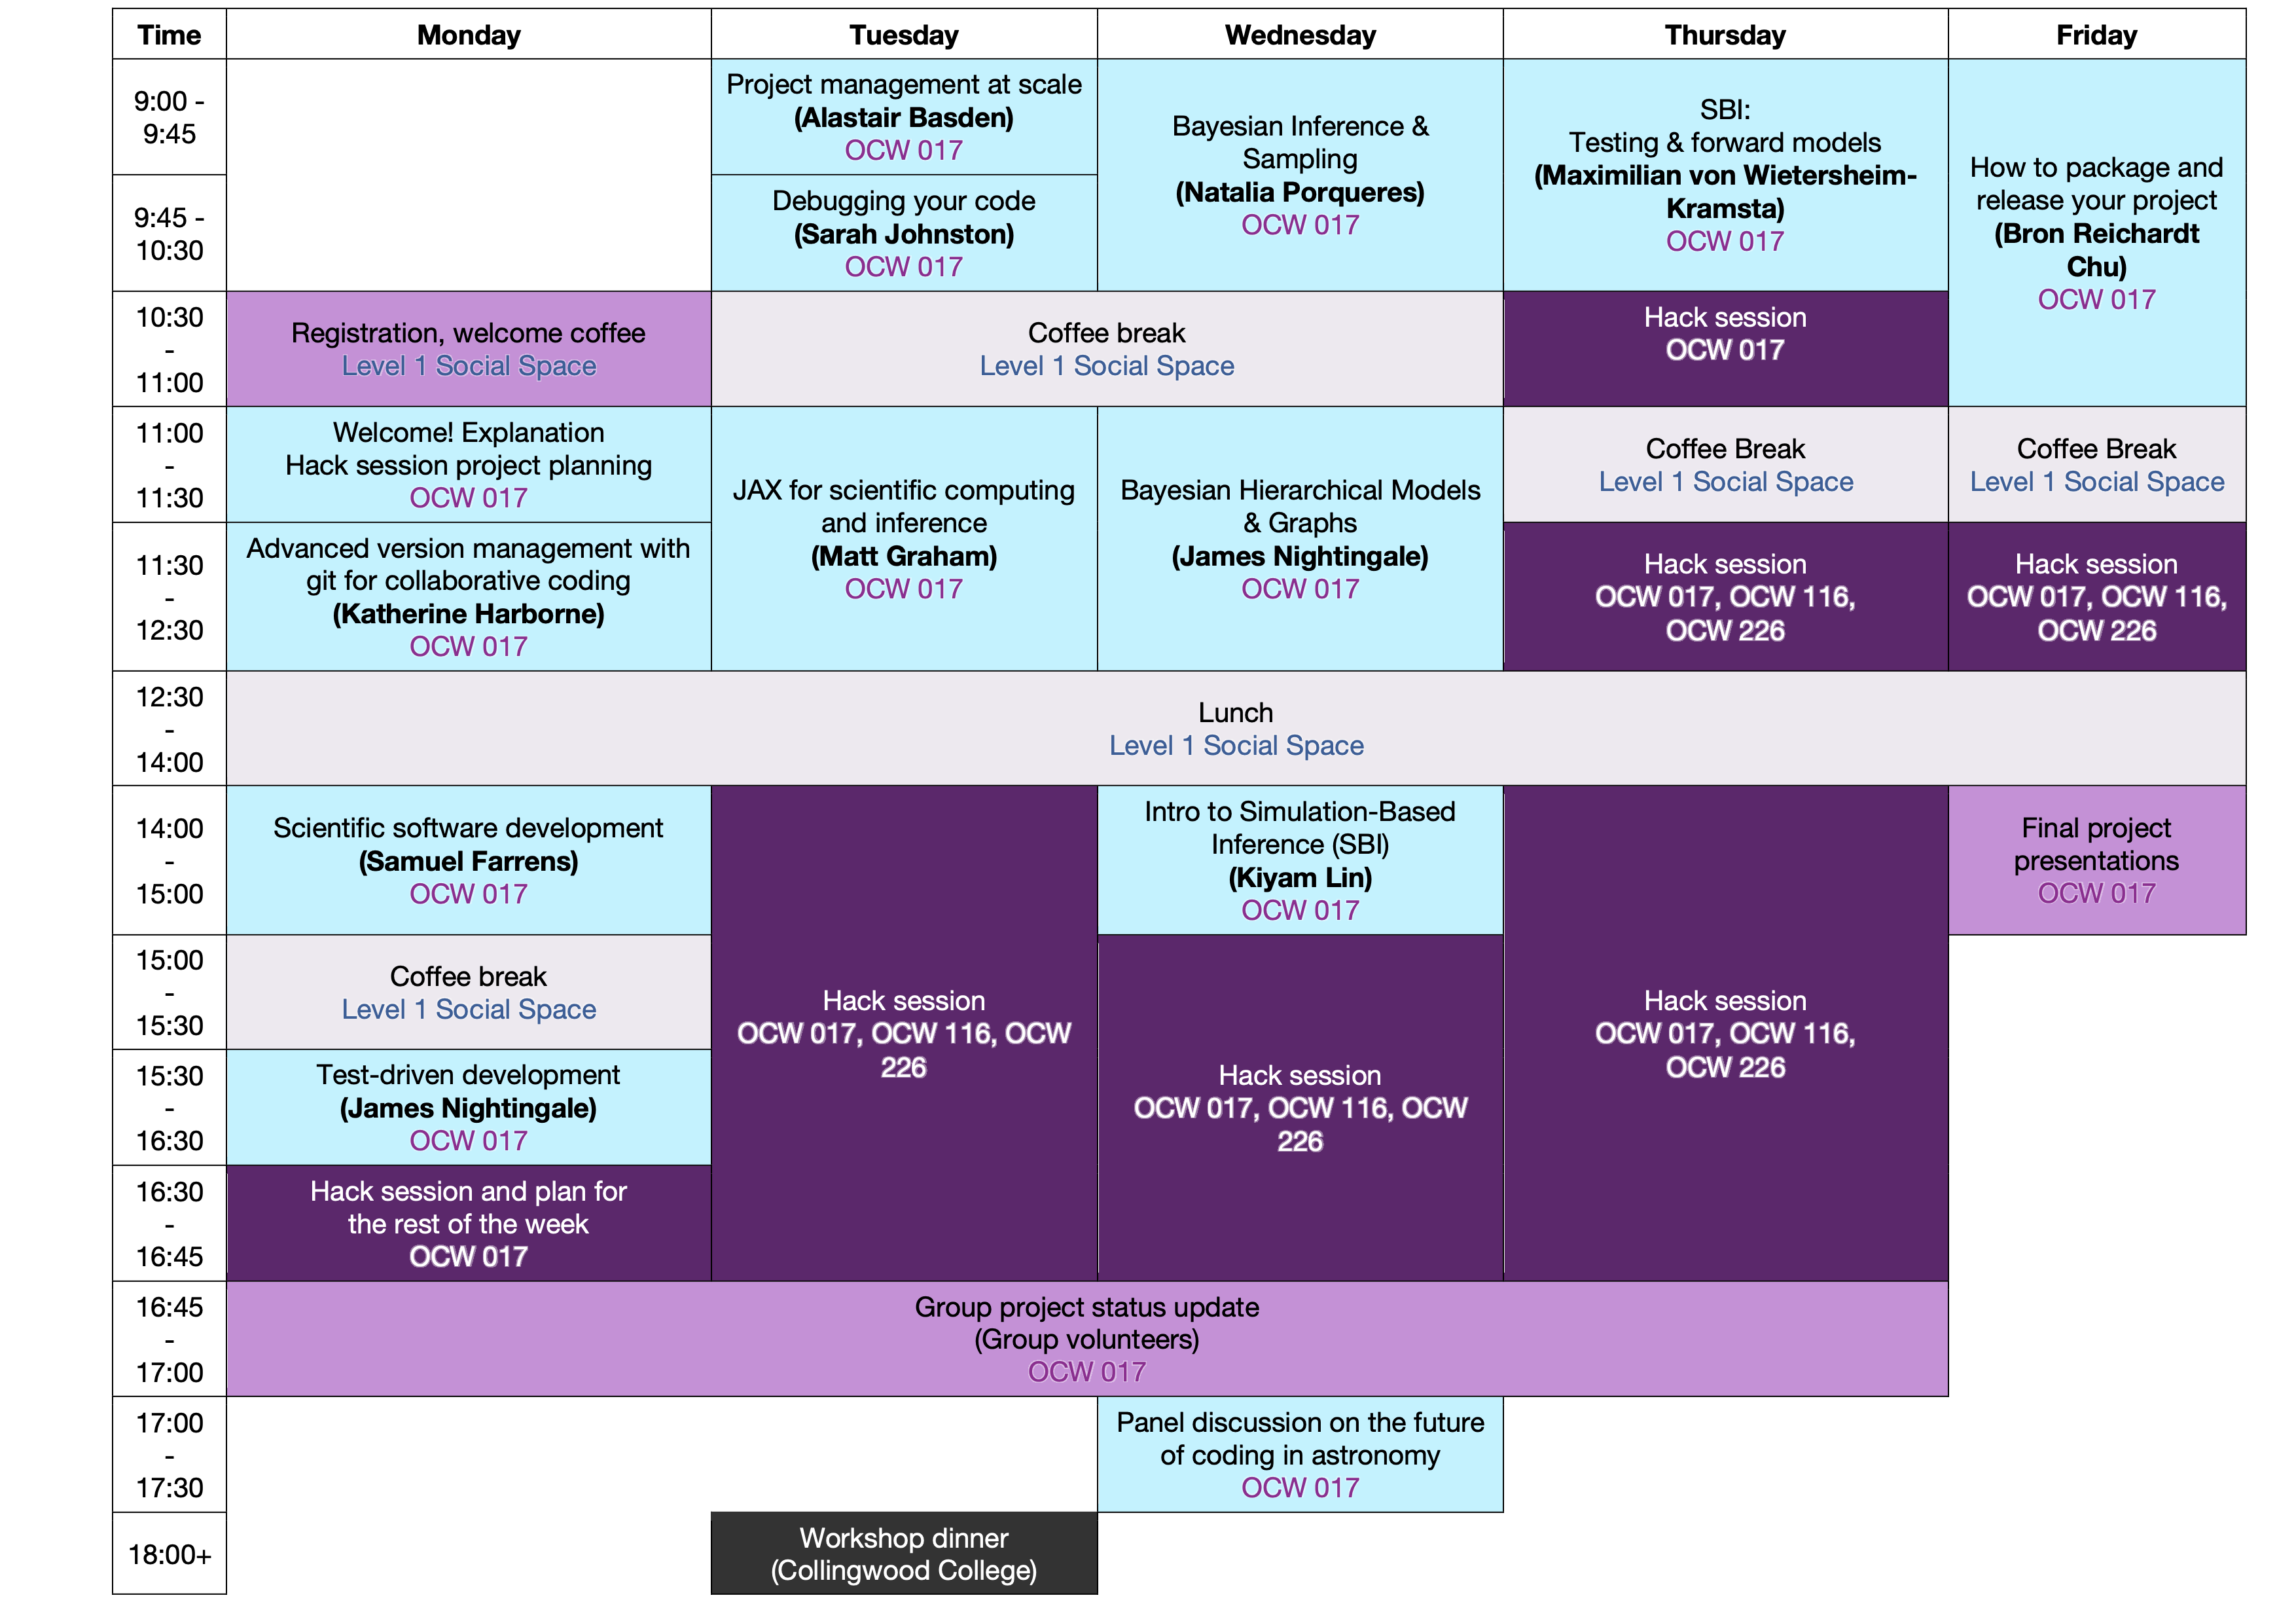 Time Monday Tuesday Wednesday Thursday Friday
9:00 -
9:45
Project management at scale
(Alastair Basden)
OCW 017
Bayesian Inference &
Sampling
(Natalia Porqueres)
OCW 017
SBI:
Testing & forward models
(Maximilian von Wietersheim-
Kramsta)
OCW 017
How to package and
release your project
(Bron Reichardt
Chu)
OCW 017
9:45 -
10:30
Debugging your code
(Sarah Johnston)
OCW 017
10:30
-
11:00
Registration, welcome coffee
Level 1 Social Space
Coffee break
Level 1 Social Space
Hack session
OCW 017
11:00
-
11:30
Welcome! Explanation
Hack session project planning
OCW 017
JAX for scientific computing
and inference
(Matt Graham)
OCW 017
Bayesian Hierarchical Models
& Graphs
(James Nightingale)
OCW 017
Coffee Break
Level 1 Social Space
Coffee Break
Level 1 Social Space
11:30
-
12:30
Advanced version management with
git for collaborative coding
(Katherine Harborne)
OCW 017
Hack session
OCW 017, OCW 116,
OCW 226
Hack session
OCW 017, OCW 116,
OCW 226
12:30
-
14:00
Lunch
Level 1 Social Space
14:00
-
15:00
Scientific software development
(Samuel Farrens)
OCW 017
Hack session
OCW 017, OCW 116, OCW
226
Intro to Simulation-Based
Inference (SBI)
(Kiyam Lin)
OCW 017
Hack session
OCW 017, OCW 116,
OCW 226
Final project
presentations
OCW 017
15:00
-
15:30
Coffee break
Level 1 Social Space
Hack session
OCW 017, OCW 116, OCW
226
15:30
-
16:30
Test-driven development
(James Nightingale)
OCW 017
16:30
-
16:45
Hack session and plan for
the rest of the week
OCW 017
16:45
-
17:00
Group project status update
(Group volunteers)
OCW 017
17:00
-
17:30
Panel discussion on the future
of coding in astronomy
OCW 017
18:00+
Workshop dinner
(Collingwood College)